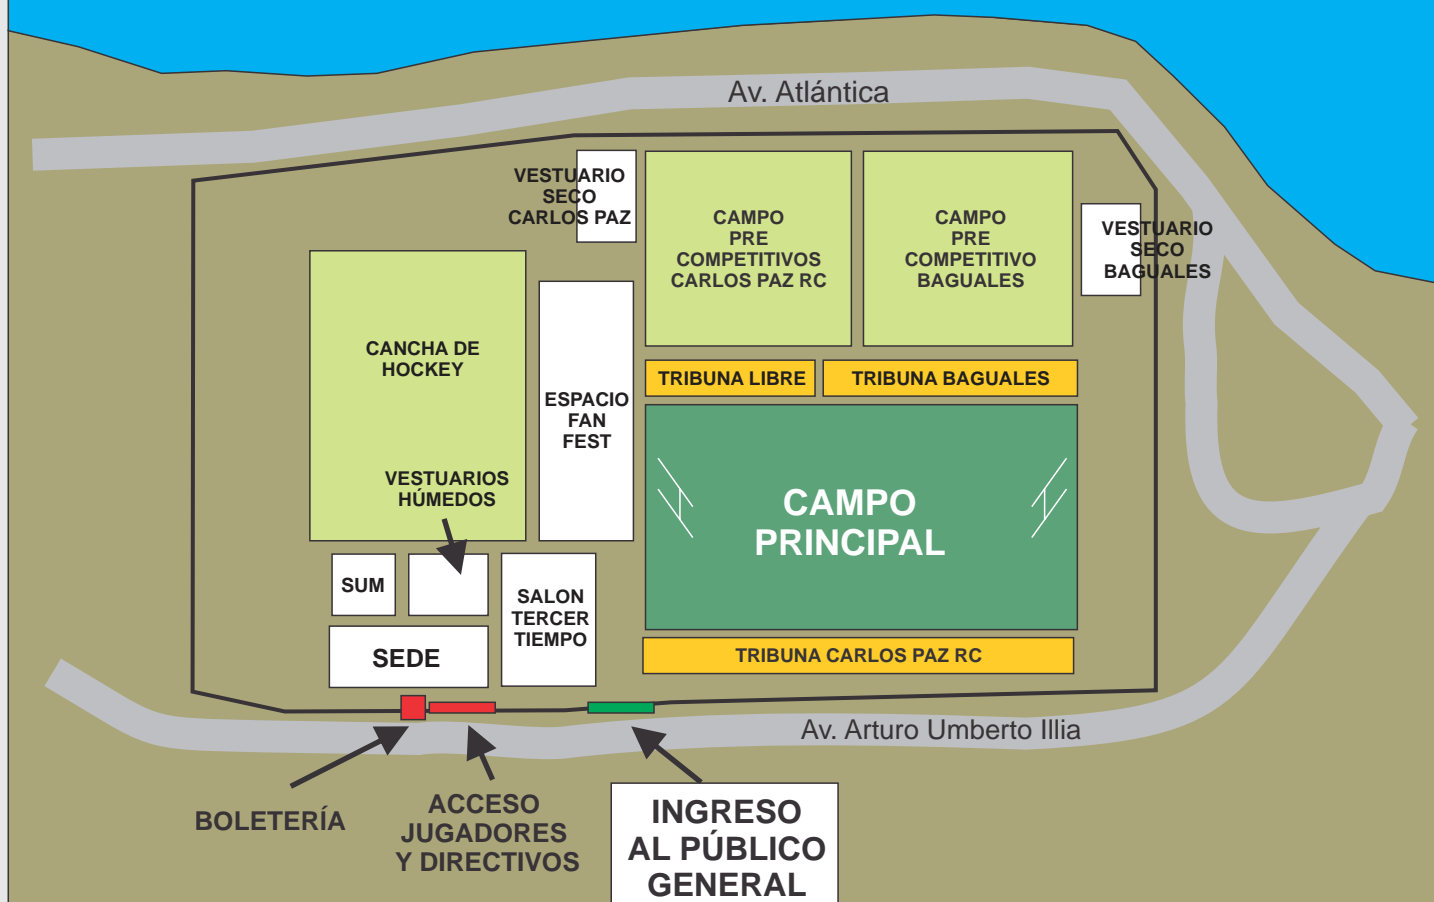 Av. Atlántica
VESTUARIO
SECO
CARLOS PAZ
CAMPO
PRE
COMPETITIVOS
CARLOS PAZ RC
CAMPO
PRE
COMPETITIVO
BAGUALES
VESTUARIO
SECO
BAGUALES
CANCHA DE
HOCKEY
ESPACIO
FAN
FEST
TRIBUNA LIBRE
TRIBUNA BAGUALES
VESTUARIOS
HÚMEDOS
CAMPO
PRINCIPAL
SUM
SALON
TERCER
TIEMPO
SEDE
TRIBUNA CARLOS PAZ RC
Av. Arturo Umberto Illia
BOLETERÍA
ACCESO
JUGADORES
Y DIRECTIVOS
INGRESO
AL PÚBLICO
GENERAL